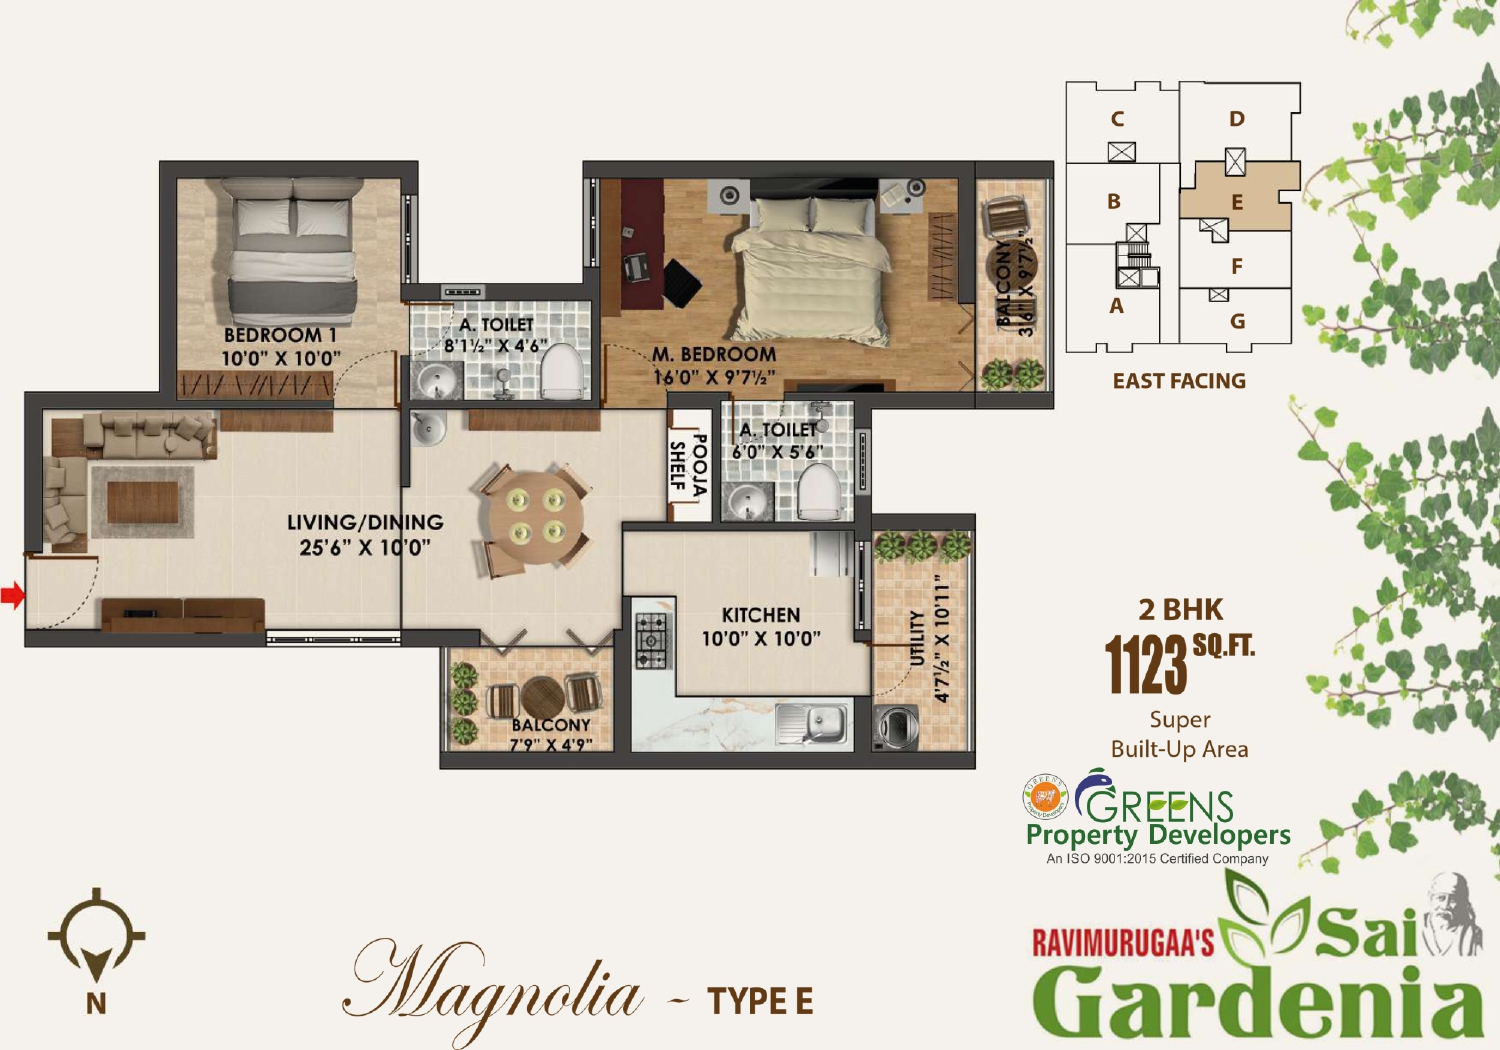 C
D
B
E
F
A
G
EAST FACING
BEDROOM 1
10'0" X 10'0"
A. TOILET
8'1½" X 4'6"
M. BEDROOM
16'0" X 9'7½"
BALCONY
3'6" X 9'7½"
A. TOILET
6'0" X 5'6"
POOJA
SHELF
LIVING/DINING
25'6" X 10'0"
KITCHEN
10'0" X 10'0"
UTILITY
4'7½" X 10'11"
BALCONY
7'9" X 4'9"
2 BHK
1123 SQ.FT.
Super
Built-Up Area
GREENS
Property Developers
An ISO 9001:2015 Certified Company
RAVIMURUGAA'S
Sai
Gardenia
N
Magnolia ~ TYPE E